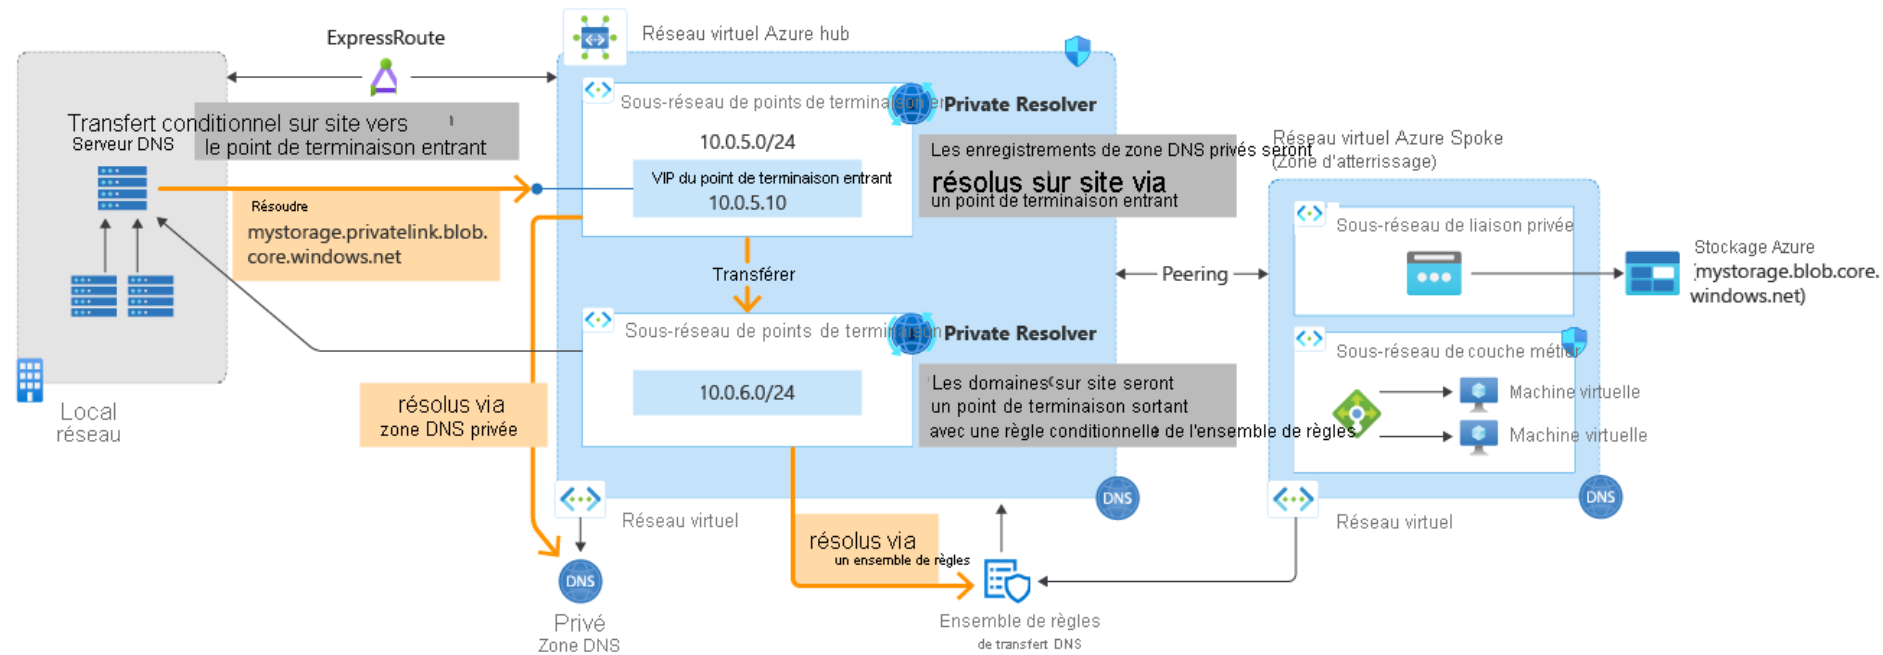 ExpressRoute
Réseau virtuel Azure hub
Transfert conditionnel sur site vers
le point de terminaison entrant
Serveur DNS
Résoudre
mystorage.privatelink.blob.
core.windows.net
Local
réseau
Sous-réseau de points de terminaison
Private Resolver
10.0.5.0/24
VIP du point de terminaison entrant
10.0.5.10
Les enregistrements de zone DNS privés seront
résolus sur site via
un point de terminaison entrant
Transférer
Sous-réseau de points de terminaison
Private Resolver
10.0.6.0/24
Les domaines sur site seront
un point de terminaison sortant
avec une règle conditionnelle de l'ensemble de règles
résolus via
zone DNS privée
Réseau virtuel
DNS
résolus via
un ensemble de règles
DNS
Privé
Zone DNS
Ensemble de règles
de transfert DNS
Peering
Réseau virtuel Azure Spoke
(Zone d'atterrissage)
Sous-réseau de liaison privée
Stockage Azure
(mystorage.blob.core.
windows.net)
Sous-réseau de couche métier
Machine virtuelle
Machine virtuelle
DNS
Réseau virtuel